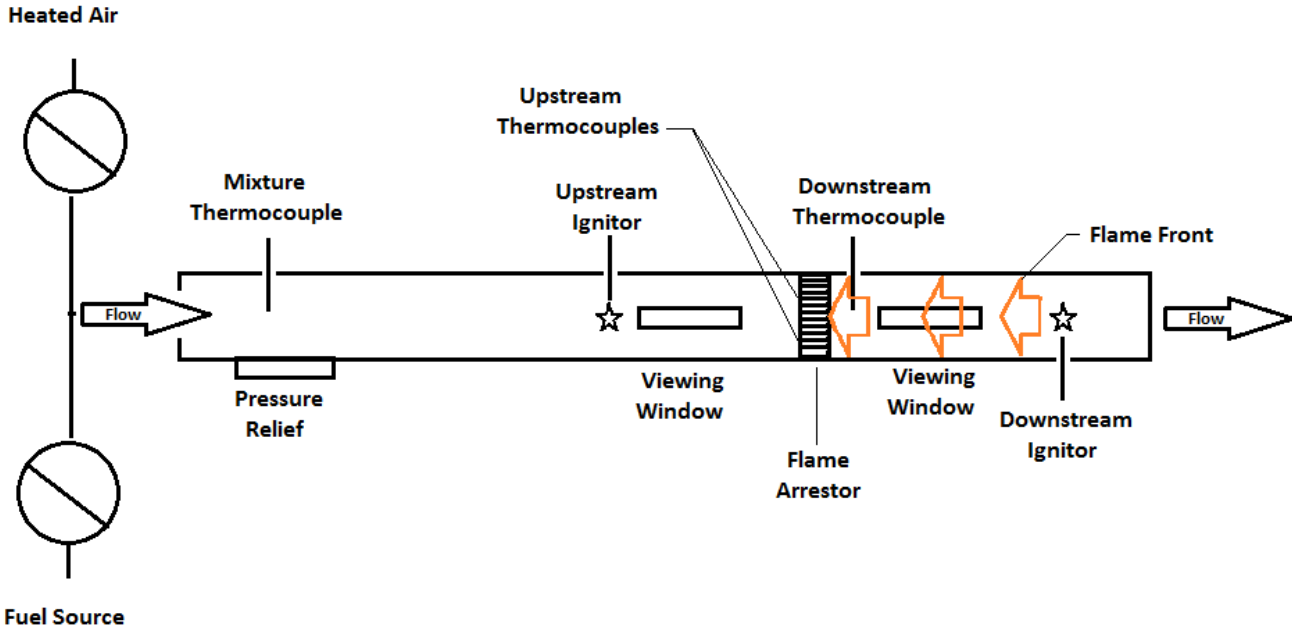 Heated Air
Upstream
Thermocouples
Mixture
Thermocouple
Upstream
Ignitor
Downstream
Thermocouple
Flame Front
Flow
Flow
Pressure
Relief
Viewing
Window
Viewing
Window
Downstream
Ignitor
Flame
Arrestor
Fuel Source